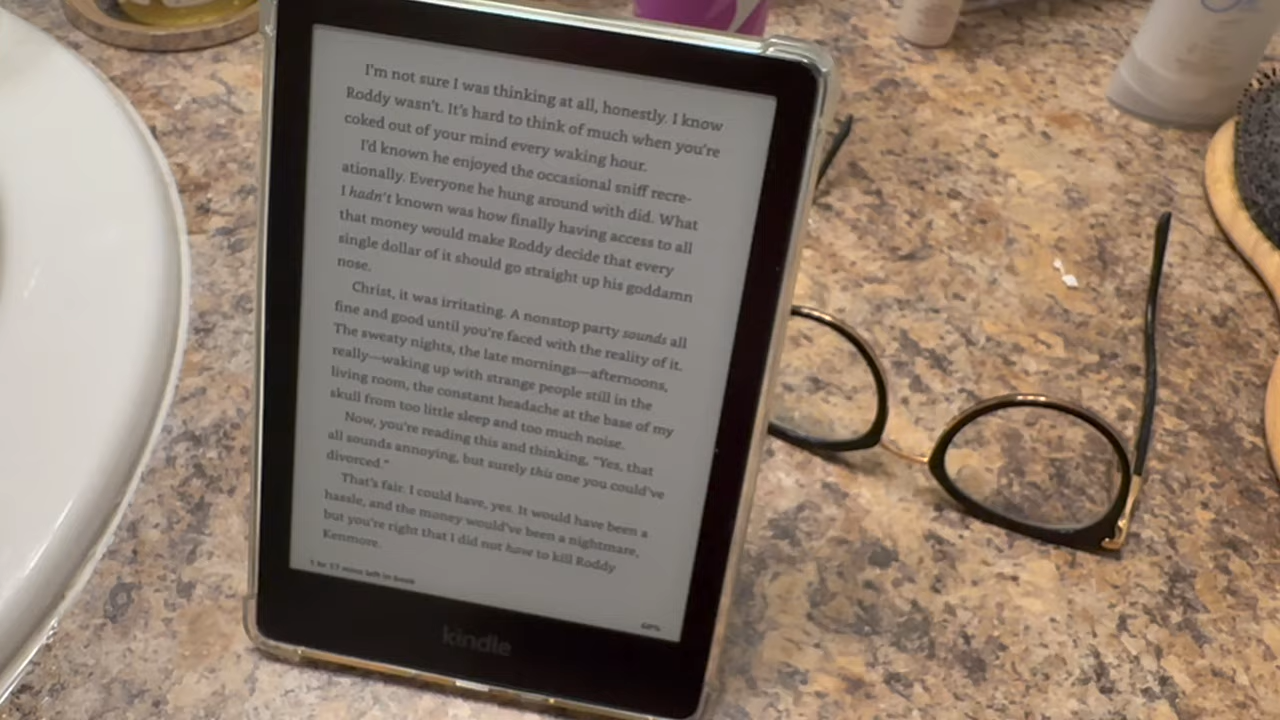 I'm not sure I was thinking at all, honestly. I know
Roddy wasn't. It's hard to think of much when you're
coked out of your mind every waking hour.
I'd known he enjoyed the occasional sniff recre-
ationally. Everyone he hung around with did. What
I hadn't known was how finally having access to all
that money would make Roddy decide that every
single dollar of it should go straight up his goddamn
nose.
Christ, it was irritating. A nonstop party sounds all
fine and good until you're faced with the reality of it.
The sweaty nights, the late mornings—afternoons,
really—waking up with strange people still in the
living room, the constant headache at the base of my
skull from too little sleep and too much noise.
Now, you're reading this and thinking, "Yes, that
all sounds annoying, but surely this one you could've
divorced."
That's fair. I could have, yes. It would have been a
hassle, and the money would've been a nightmare,
but you're right that I did not have to kill Roddy
Kenmore.
1 hr 17 mins left in book
kindle